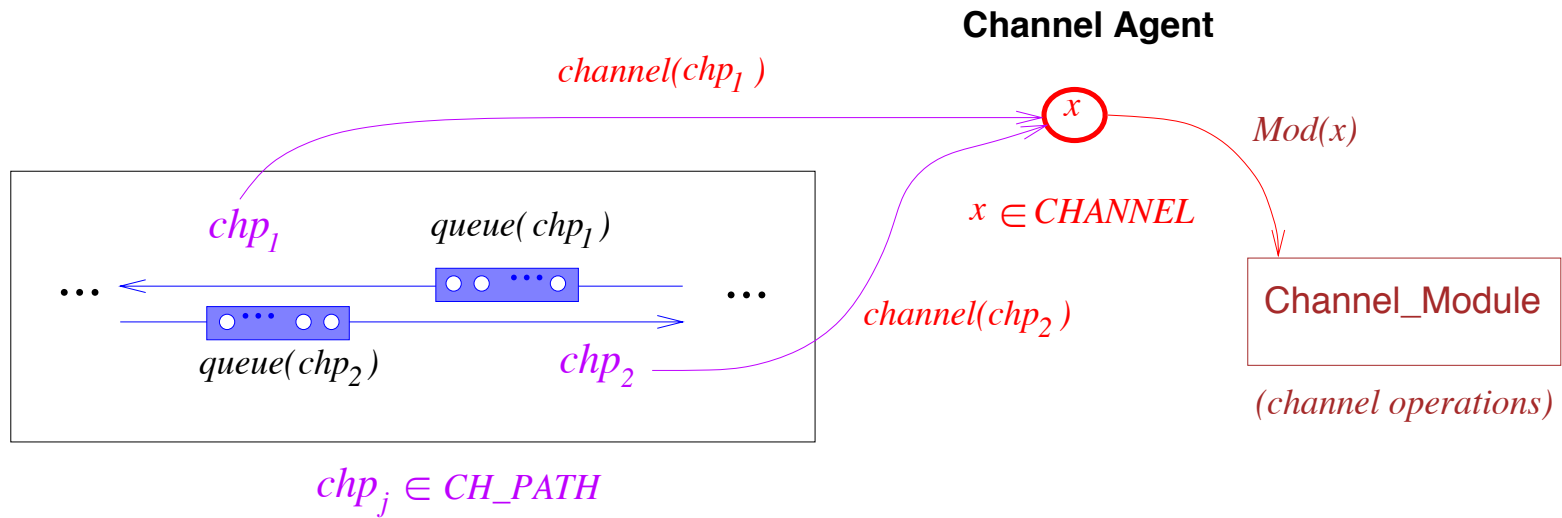 Channel Agent
channel(chp₁)
x
Mod(x)
chp₁
queue(chp₁)
x ∈ CHANNEL
... ...
Channel_Module
channel(chp₂)
queue(chp₂)
chp₂
(channel operations)
chpⱼ ∈ CH_PATH